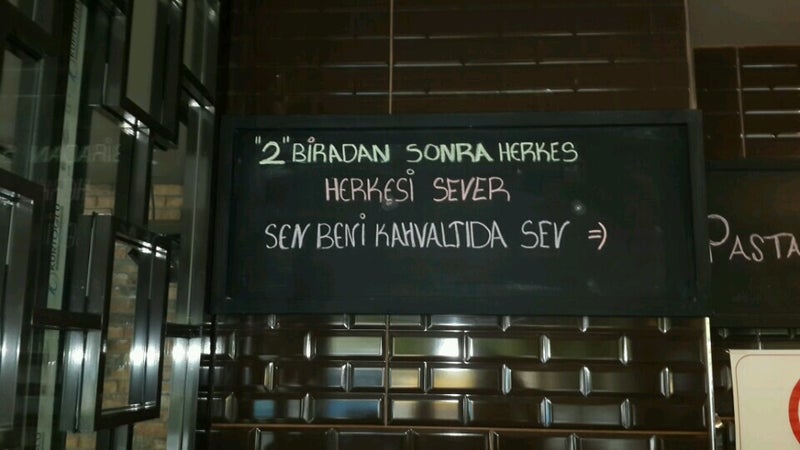 "2" BİRADAN SONRA HERKES
HERKESİ SEVER
SEN BENİ KAHVALTIDA SEV =)
PASTA